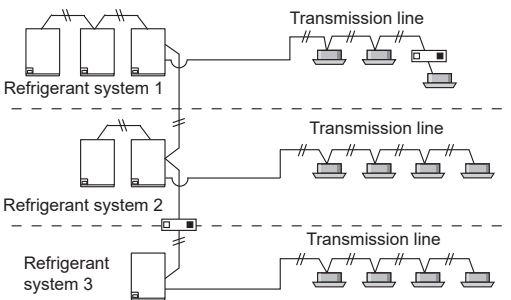 Transmission line
Refrigerant system 1
Transmission line
Refrigerant system 2
Transmission line
Refrigerant
system 3